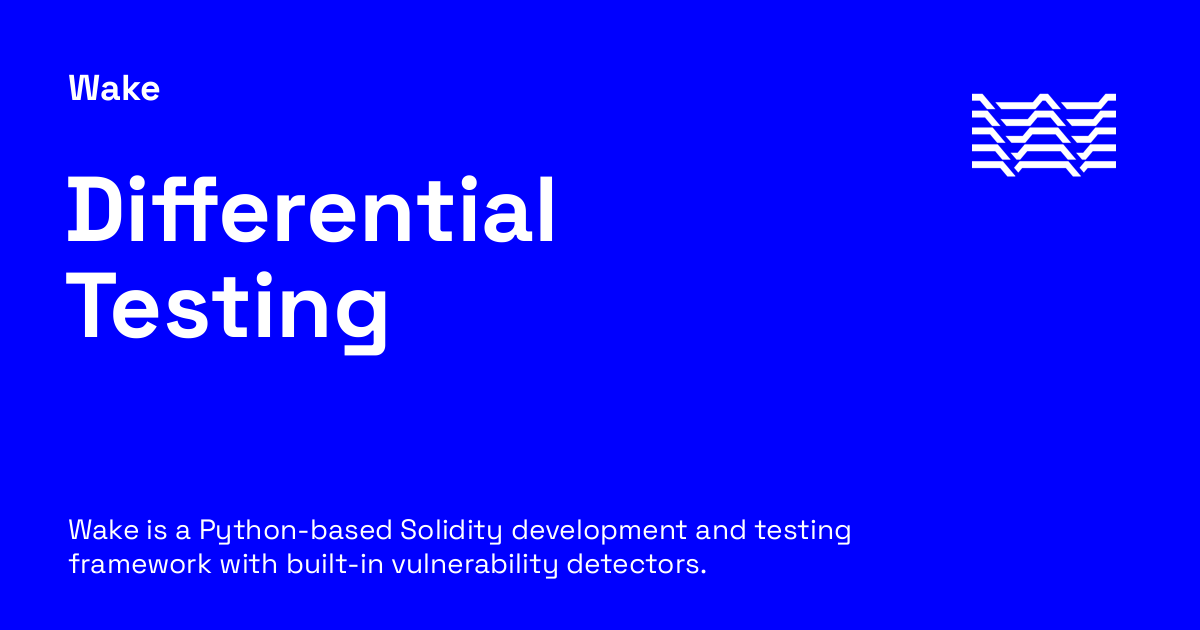 Wake
Differential
Testing
Wake is a Python-based Solidity development and testing
framework with built-in vulnerability detectors.